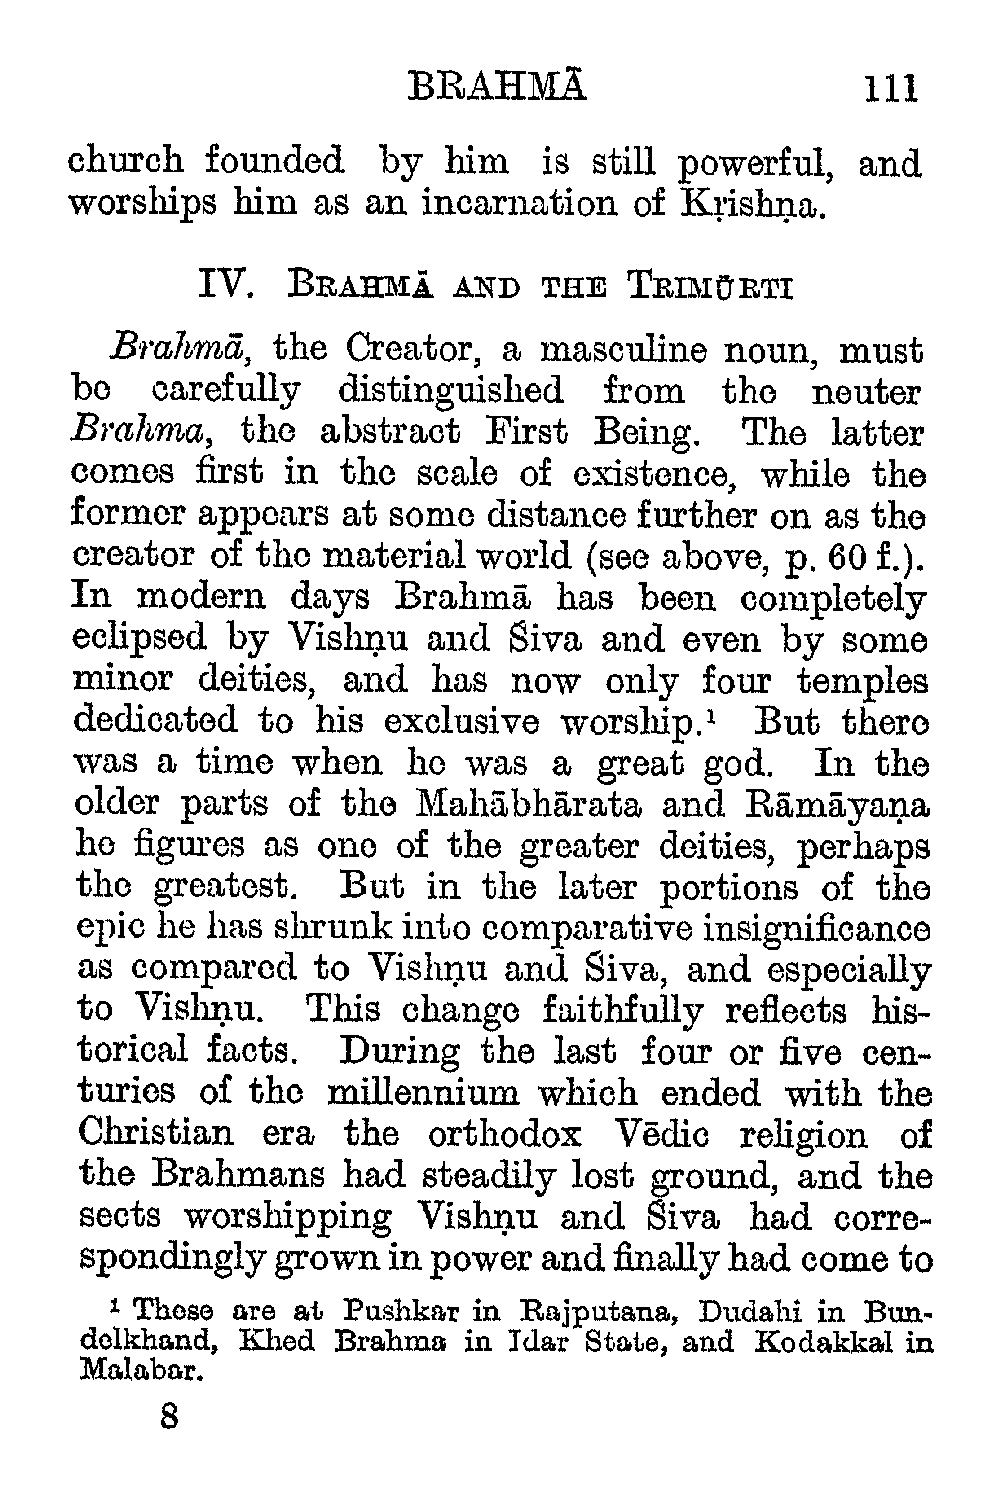 BRAHMĀ 111
church founded by him is still powerful, and
worships him as an incarnation of Kṛishṇa.
IV. BRAHMĀ AND THE TRIMŪRTI
Brahmā, the Creator, a masculine noun, must
be carefully distinguished from the neuter
Brahma, the abstract First Being. The latter
comes first in the scale of existence, while the
former appears at some distance further on as the
creator of the material world (see above, p. 60 f.).
In modern days Brahmā has been completely
eclipsed by Vishṇu and Śiva and even by some
minor deities, and has now only four temples
dedicated to his exclusive worship.¹ But there
was a time when he was a great god. In the
older parts of the Mahābhārata and Rāmāyaṇa
he figures as one of the greater deities, perhaps
the greatest. But in the later portions of the
epic he has shrunk into comparative insignificance
as compared to Vishṇu and Śiva, and especially
to Vishṇu. This change faithfully reflects his-
torical facts. During the last four or five cen-
turies of the millennium which ended with the
Christian era the orthodox Vēdic religion of
the Brahmans had steadily lost ground, and the
sects worshipping Vishṇu and Śiva had corre-
spondingly grown in power and finally had come to
¹ These are at Pushkar in Rajputana, Dudahi in Bun-
delkhand, Khed Brahma in Idar State, and Kodakkal in
Malabar.
8